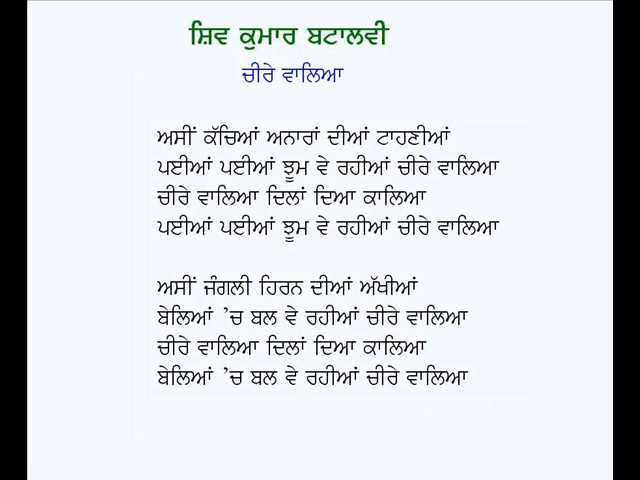 ਸ਼ਿਵ ਕੁਮਾਰ ਬਟਾਲਵੀ
ਚੀਰੇ ਵਾਲਿਆ
ਅਸੀਂ ਕੱਚਿਆਂ ਅਨਾਰਾਂ ਦੀਆਂ ਟਾਹਣੀਆਂ
ਪਈਆਂ ਪਈਆਂ ਝੂਮ ਵੇ ਰਹੀਆਂ ਚੀਰੇ ਵਾਲਿਆ
ਚੀਰੇ ਵਾਲਿਆ ਦਿਲਾਂ ਦਿਆ ਕਾਲਿਆ
ਪਈਆਂ ਪਈਆਂ ਝੂਮ ਵੇ ਰਹੀਆਂ ਚੀਰੇ ਵਾਲਿਆ
ਅਸੀਂ ਜੰਗਲੀ ਹਿਰਨ ਦੀਆਂ ਅੱਖੀਆਂ
ਬੇਲਿਆਂ ’ਚ ਬਲ ਵੇ ਰਹੀਆਂ ਚੀਰੇ ਵਾਲਿਆ
ਚੀਰੇ ਵਾਲਿਆ ਦਿਲਾਂ ਦਿਆ ਕਾਲਿਆ
ਬੇਲਿਆਂ ’ਚ ਬਲ ਵੇ ਰਹੀਆਂ ਚੀਰੇ ਵਾਲਿਆ